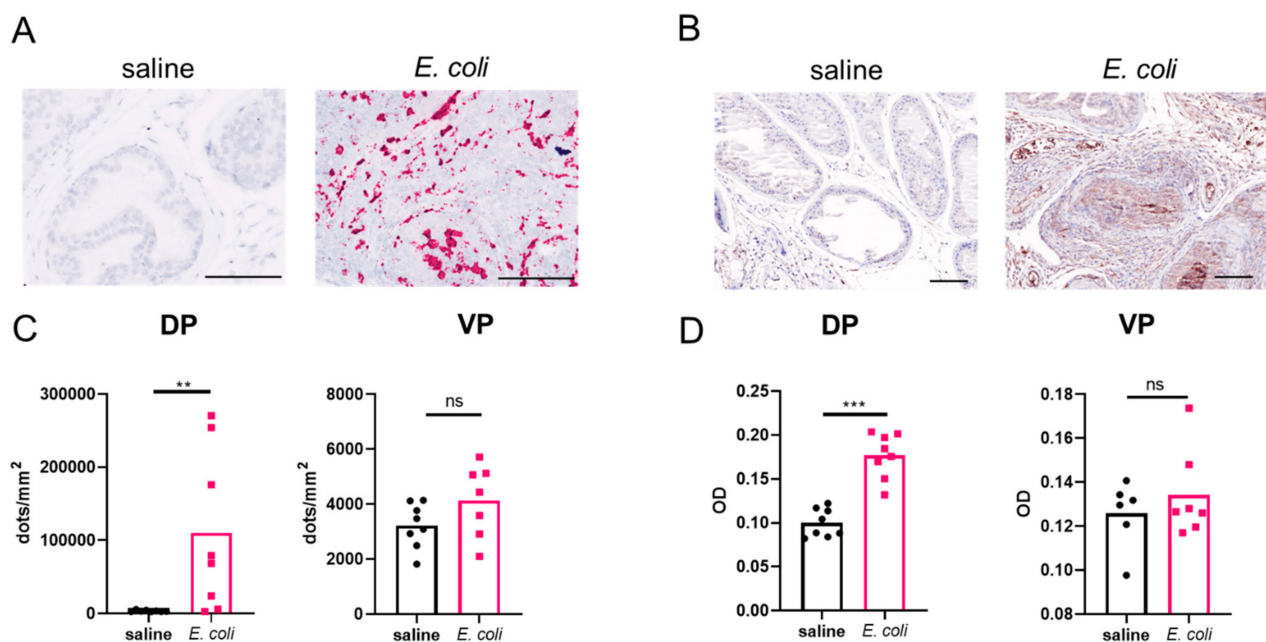 A
B
saline
E. coli
saline
E. coli
C
DP
VP
D
DP
VP
300000
200000
100000
0
dots/mm²
**
saline
E. coli
8000
6000
4000
2000
0
dots/mm²
ns
saline
E. coli
0.25
0.20
0.15
0.10
0.05
0.00
OD
***
saline
E. coli
0.18
0.16
0.14
0.12
0.10
0.08
OD
ns
saline
E. coli